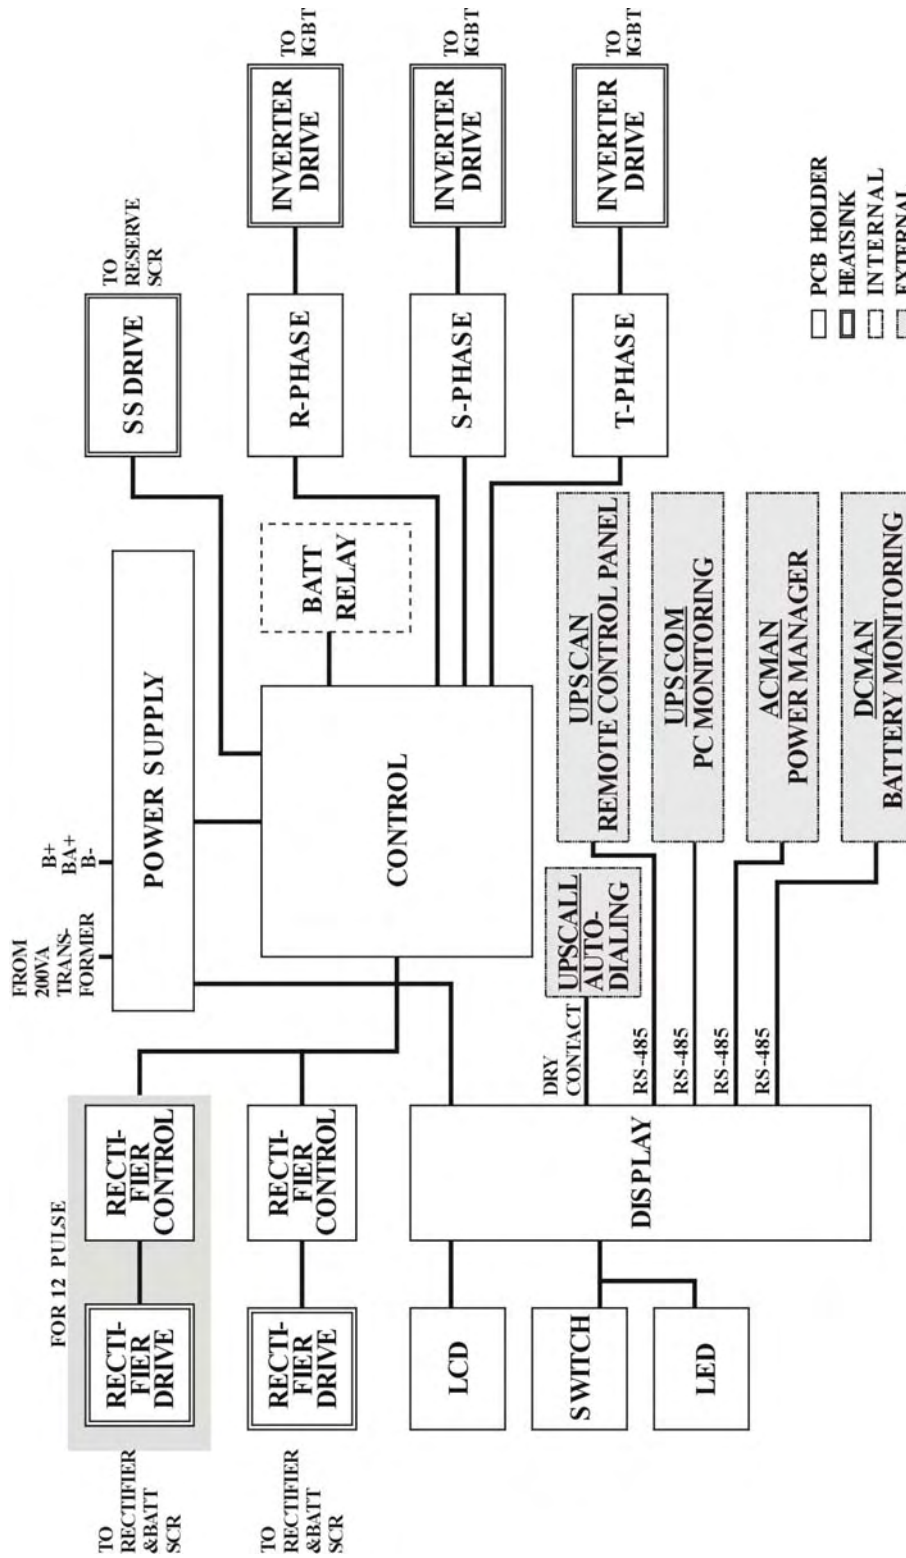 TO
RECTIFIER
&BATT
SCR
FOR 12 PULSE
RECTI-
FIER
DRIVE
RECTI-
FIER
CONTROL
FROM
200VA
TRANS-
FORMER
B+
BA+
B-
POWER SUPPLY
SS DRIVE
TO
RESERVE
SCR
TO
RECTIFIER
&BATT
SCR
RECTI-
FIER
DRIVE
RECTI-
FIER
CONTROL
CONTROL
BATT
RELAY
R-PHASE
INVERTER
DRIVE
TO
IGBT
S-PHASE
INVERTER
DRIVE
TO
IGBT
T-PHASE
INVERTER
DRIVE
TO
IGBT
LCD
SWITCH
LED
DISPLAY
DRY
CONTACT
UPSCALL
AUTO-
DIALING
RS-485
RS-485
RS-485
RS-485
UPSCAN
REMOTE CONTROL PANEL
UPSCOM
PC MONITORING
ACMAN
POWER MANAGER
DCMAN
BATTERY MONITORING
PCB HOLDER
HEATSINK
INTERNAL
EXTERNAL